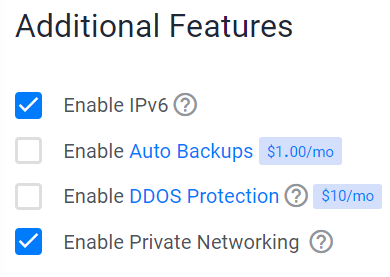 Additional Features
Enable IPv6 ?
Enable Auto Backups $1.00/mo
Enable DDOS Protection ? $10/mo
Enable Private Networking ?